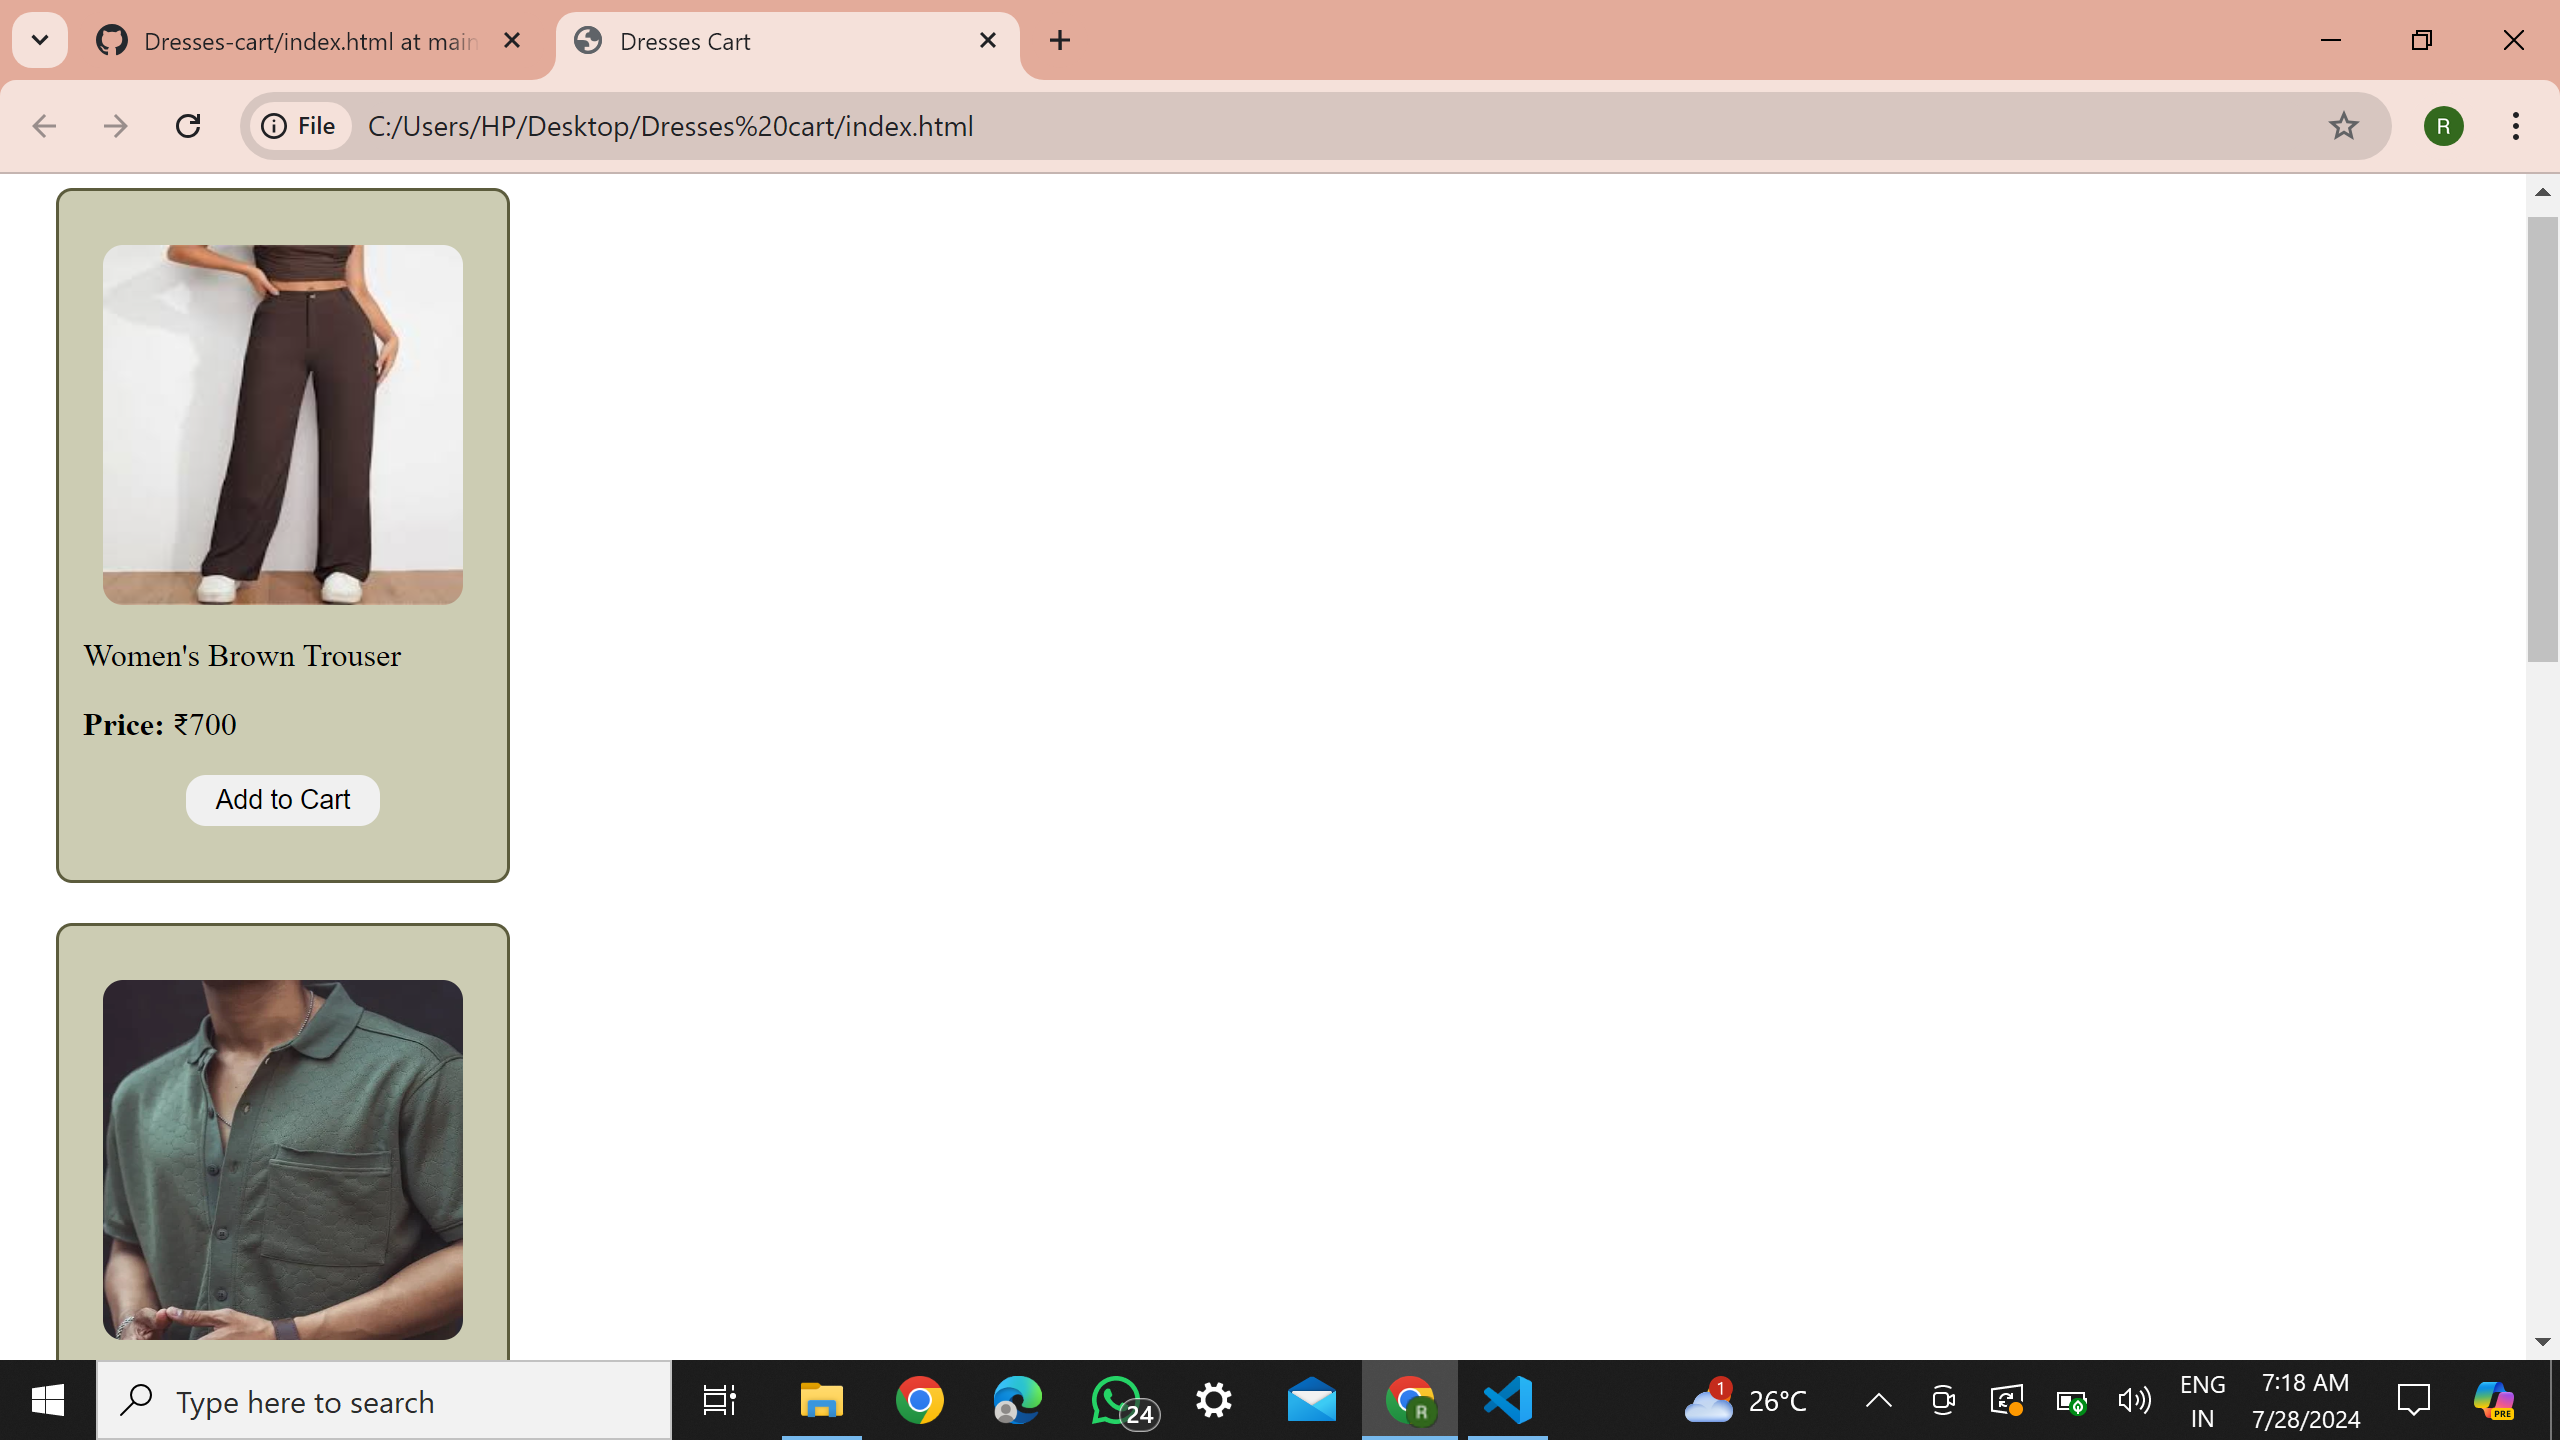 Dresses-cart/index.html at main
Dresses Cart
File
C:/Users/HP/Desktop/Dresses%20cart/index.html
R
Women's Brown Trouser
Price: ₹700
Add to Cart
Type here to search
24
R
1
26°C
ENG
IN
7:18 AM
7/28/2024
PRE